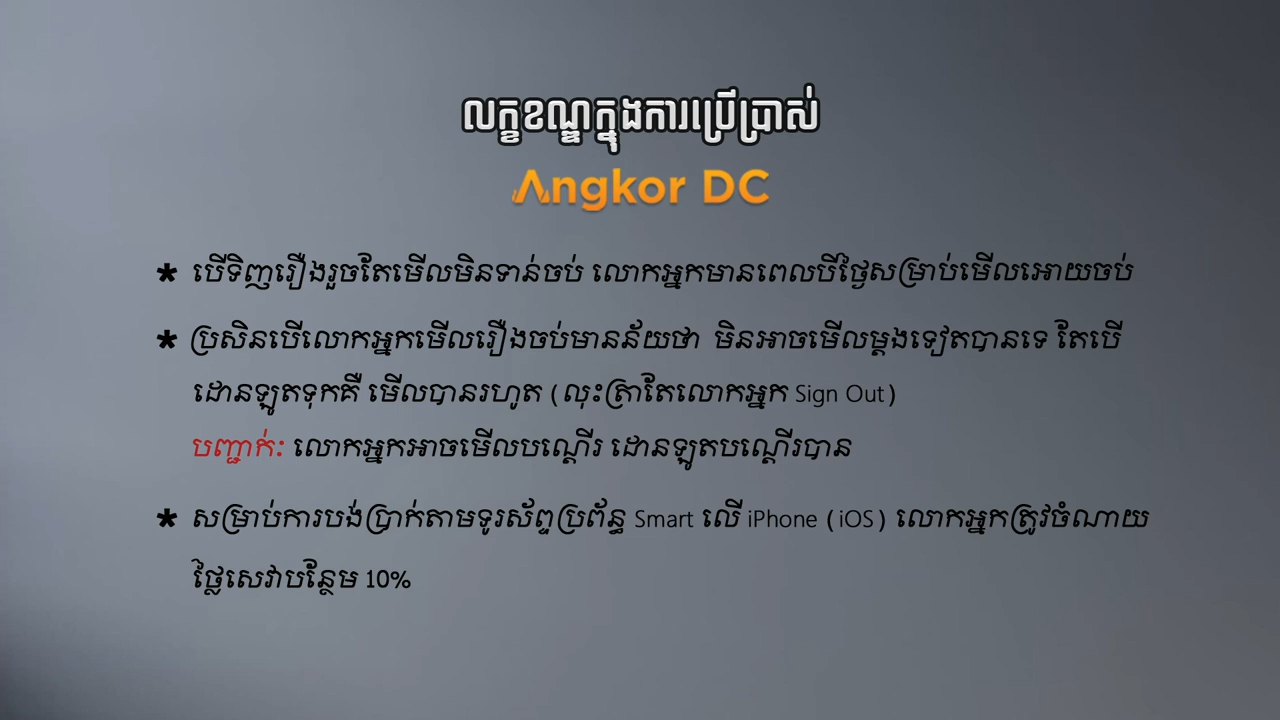 លក្ខខណ្ឌក្នុងការប្រើប្រាស់
Angkor DC
* បើទិញរឿងរួចតែមើលមិនទាន់ចប់ លោកអ្នកមានពេលបីថ្ងៃសម្រាប់មើលអោយចប់
* ប្រសិនបើលោកអ្នកមើលរឿងចប់មានន័យថា មិនអាចមើលម្ដងទៀតបានទេ តែបើ
ដោនឡូតទុកគឺ មើលបានរហូត (លុះត្រាតែលោកអ្នក Sign Out)
បញ្ជាក់ៈ លោកអ្នកអាចមើលបណ្ដើរ ដោនឡូតបណ្ដើរបាន
* សម្រាប់ការបង់ប្រាក់តាមទូរស័ព្ទប្រព័ន្ធ Smart លើ iPhone (iOS) លោកអ្នកត្រូវចំណាយ
ថ្លៃសេវាបន្ថែម 10%